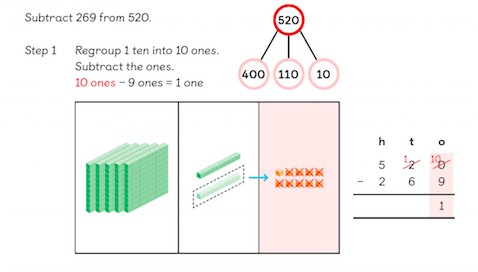 Subtract 269 from 520.
520
Step 1 Regroup 1 ten into 10 ones.
Subtract the ones.
10 ones − 9 ones = 1 one
400 110 10
h t o
1 10
5 2 0
− 2 6 9
1